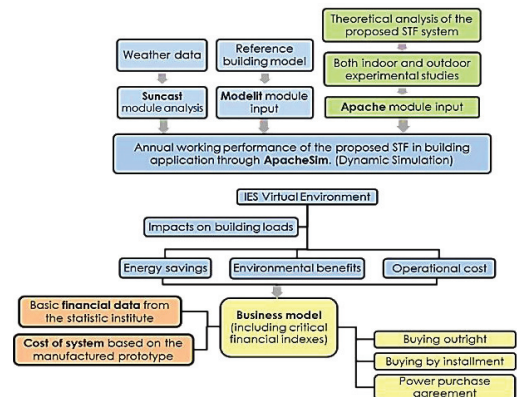 Theoretical analysis of the
proposed STF system
Weather data
Reference
building model
Both indoor and outdoor
experimental studies
Suncast
module analysis
Modelit module
input
Apache module input
Annual working performance of the proposed STF in building
application through ApacheSim. (Dynamic Simulation)
IES Virtual Environment
Impacts on building loads
Energy savings
Environmental benefits
Operational cost
Basic financial data from
the statistic institute
Cost of system based on the
manufactured prototype
Business model
(including critical
financial indexes)
Buying outright
Buying by installment
Power purchase
agreement